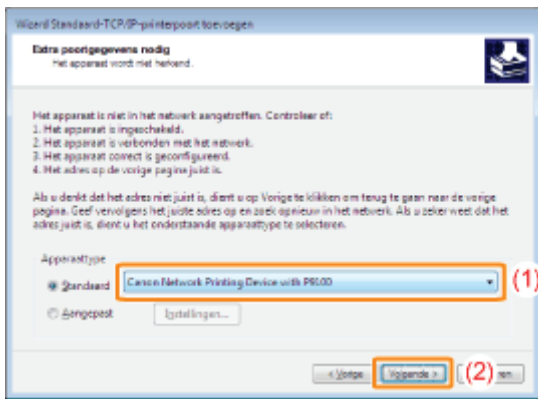 Wizard Standaard-TCP/IP-printerpoort toevoegen
Extra poortgegevens nodig
Het apparaat wordt niet herkend.
Het apparaat is niet in het netwerk aangetroffen. Controleer of:
1. Het apparaat is ingeschakeld.
2. Het apparaat is verbonden met het netwerk.
3. Het apparaat correct is geconfigureerd.
4. Het adres op de vorige pagina juist is.
Als u denkt dat het adres niet juist is, dient u op Vorige te klikken om terug te gaan naar de vorige
pagina. Geef vervolgens het juiste adres op en zoek opnieuw in het netwerk. Als u zeker weet dat het
adres juist is, dient u het onderstaande apparaattype te selecteren.
Apparaattype
Standaard Canon Network Printing Device with P9100 (1)
Aangepast Instellingen...
< Vorige Volgende > (2) ren